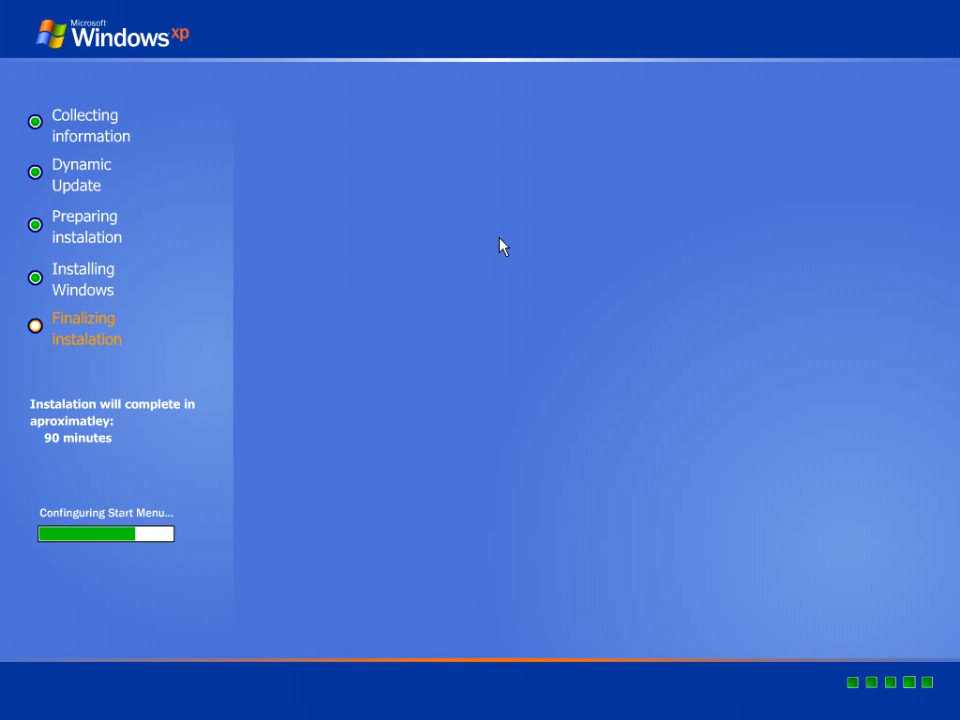 Microsoft
Windows xp
Collecting
information
Dynamic
Update
Preparing
instalation
Installing
Windows
Finalizing
instalation
Instalation will complete in
aproximatley:
90 minutes
Confinguring Start Menu...